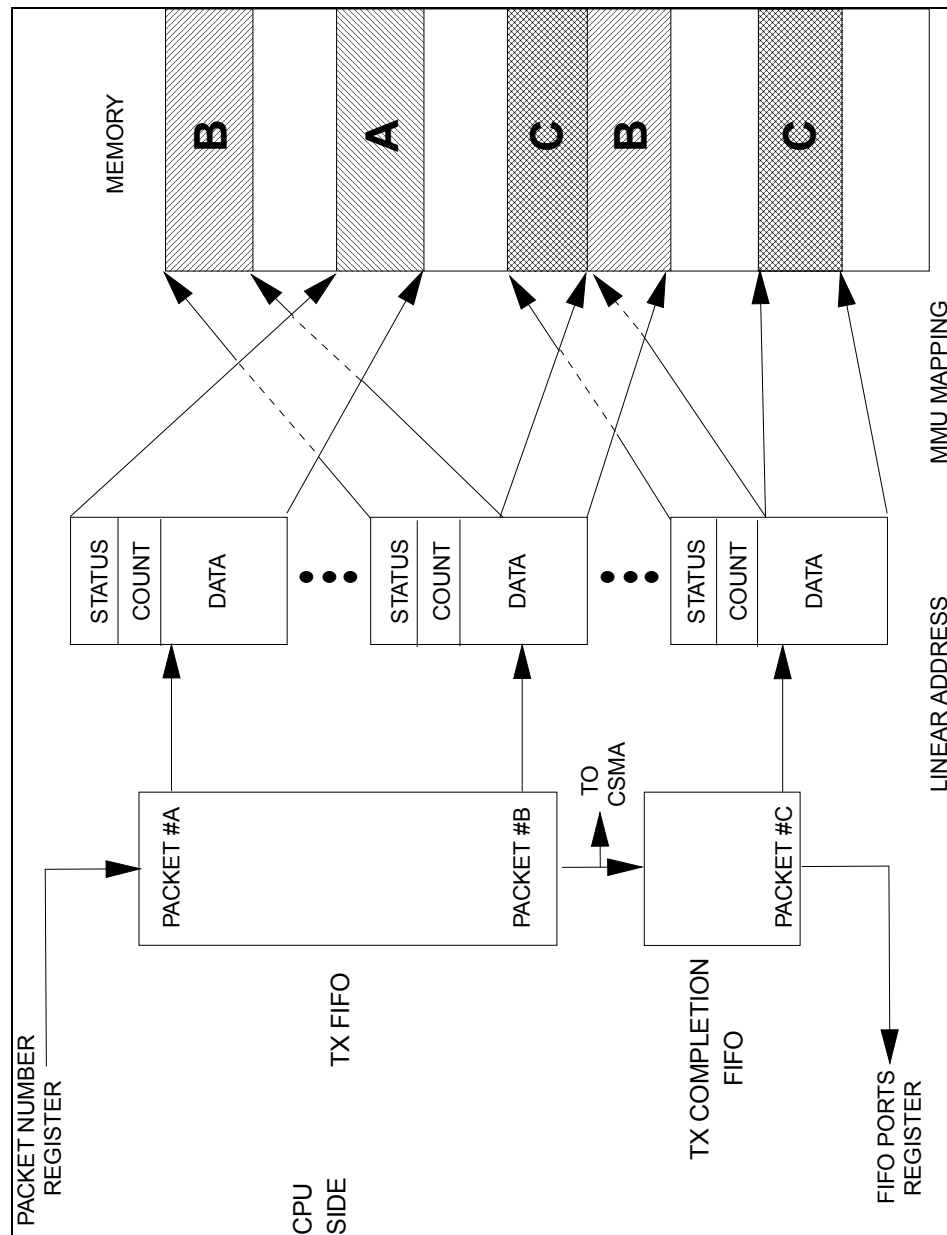 PACKET NUMBER
REGISTER
CPU
SIDE
TX FIFO
PACKET #A
PACKET #B
TO
CSMA
TX COMPLETION
FIFO
PACKET #C
FIFO PORTS
REGISTER
STATUS
COUNT
DATA
STATUS
COUNT
DATA
STATUS
COUNT
DATA
LINEAR ADDRESS
MMU MAPPING
MEMORY
B
A
C
B
C